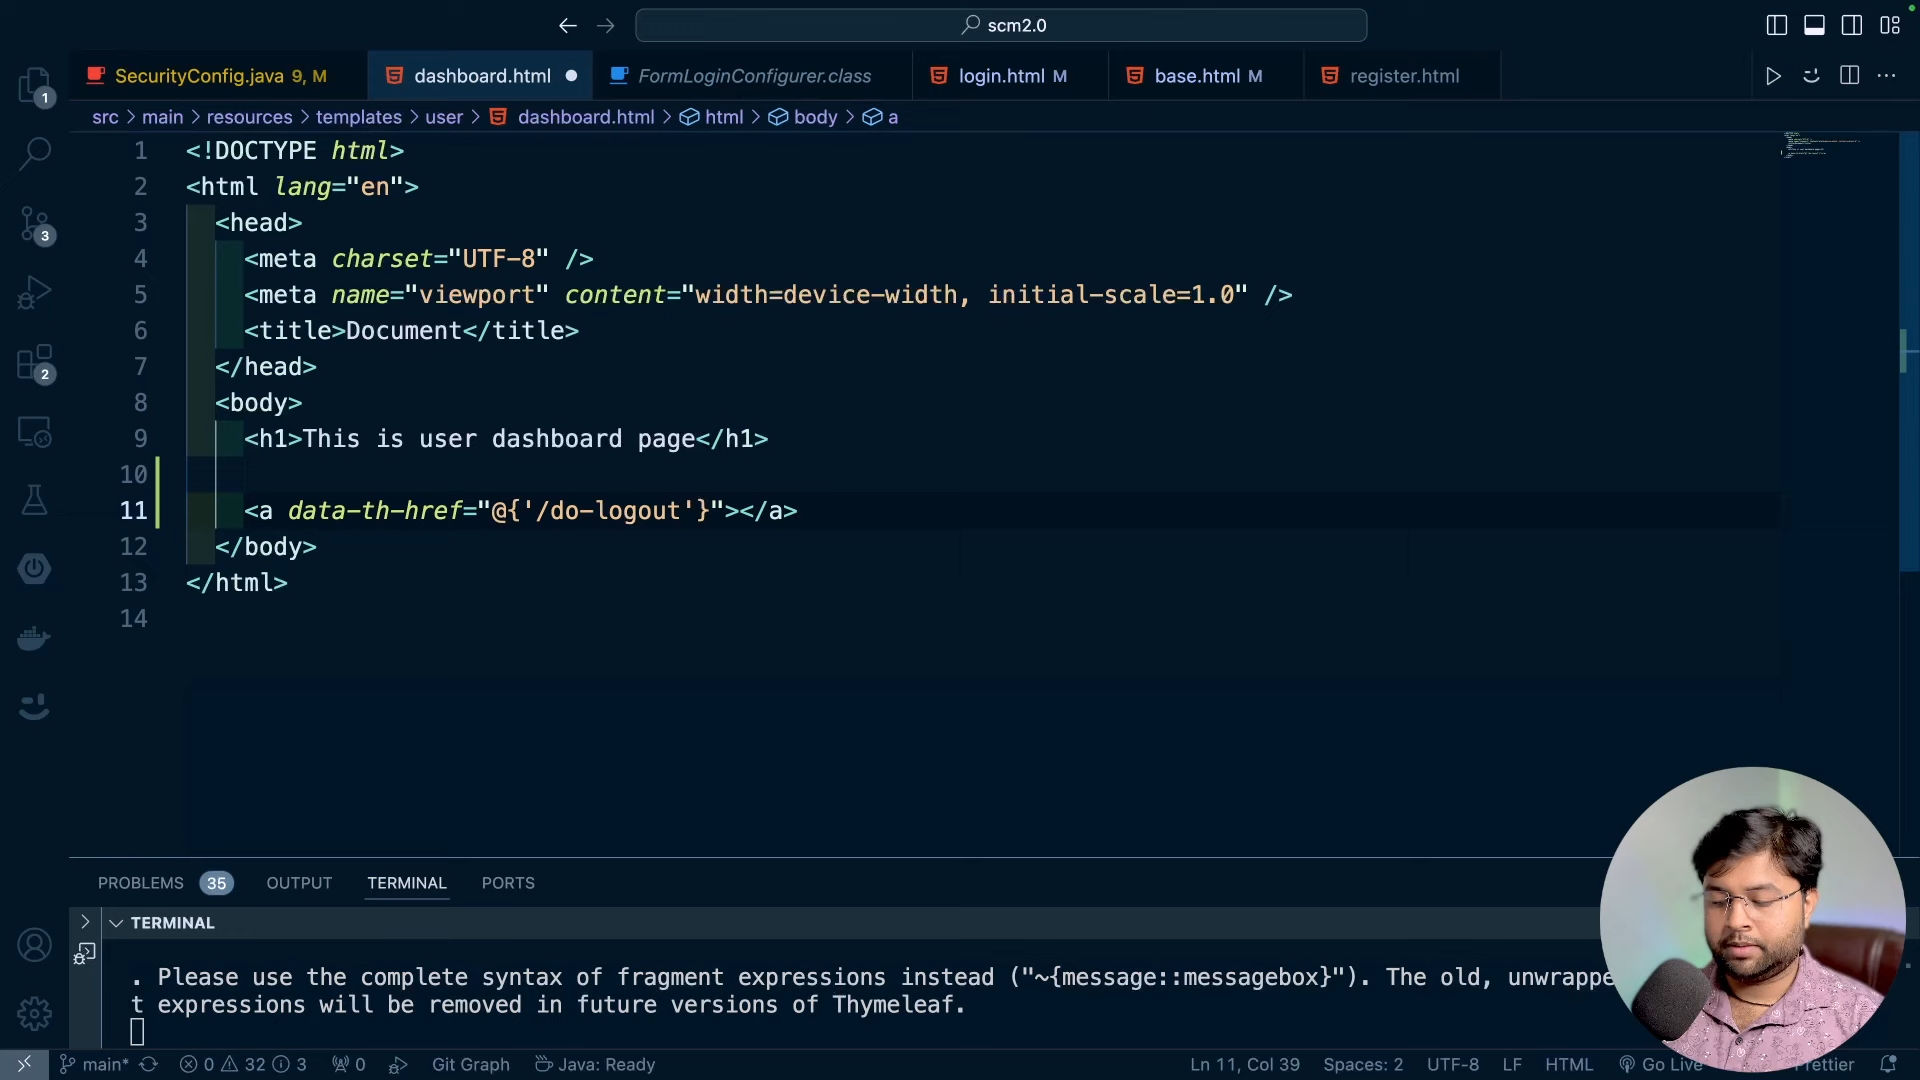 scm2.0
SecurityConfig.java 9, M
dashboard.html
FormLoginConfigurer.class
login.html M
base.html M
register.html
src > main > resources > templates > user > dashboard.html > html > body > a
1 <!DOCTYPE html>
2 <html lang="en">
3 <head>
4 <meta charset="UTF-8" />
5 <meta name="viewport" content="width=device-width, initial-scale=1.0" />
6 <title>Document</title>
7 </head>
8 <body>
9 <h1>This is user dashboard page</h1>
10
11 <a data-th-href="@{'/do-logout'}"></a>
12 </body>
13 </html>
14
1
3
2
PROBLEMS 35 OUTPUT TERMINAL PORTS
TERMINAL
. Please use the complete syntax of fragment expressions instead ("~{message::messagebox}"). The old, unwrappe
t expressions will be removed in future versions of Thymeleaf.
main* 0 32 3 0 Git Graph Java: Ready Ln 11, Col 39 Spaces: 2 UTF-8 LF HTML Go Live rettier